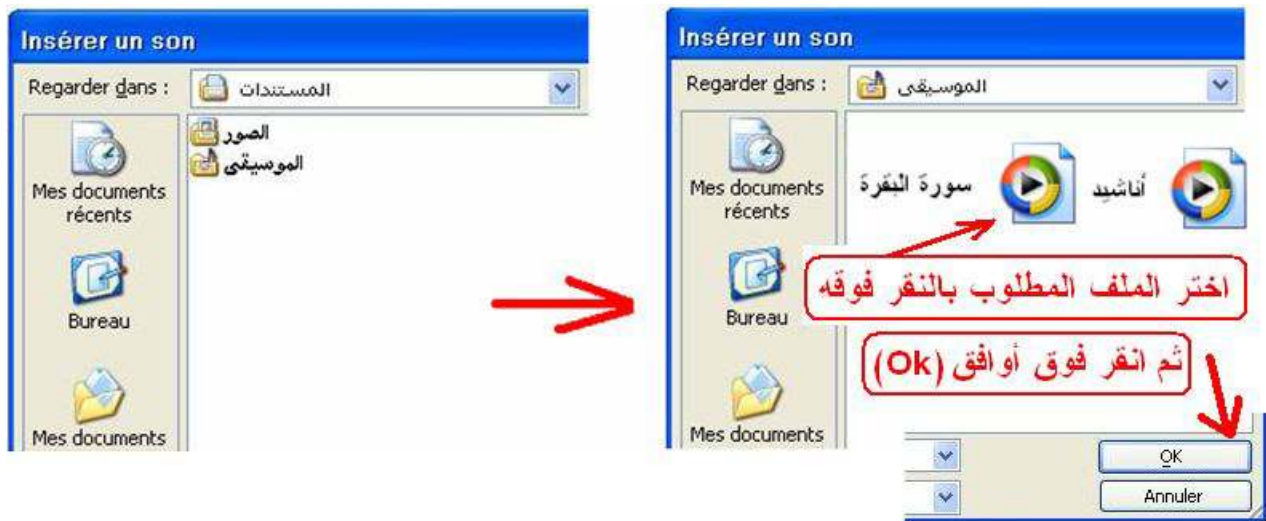 Insérer un son
Regarder dans :
المستندات
الصور
الموسيقى
Mes documents
récents
Bureau
Mes documents
Insérer un son
Regarder dans :
الموسيقى
أناشيد
سورة البقرة
Mes documents
récents
اختر الملف المطلوب بالنقر فوقه
Bureau
ثم انقر فوق أوافق (Ok)
Mes documents
OK
Annuler